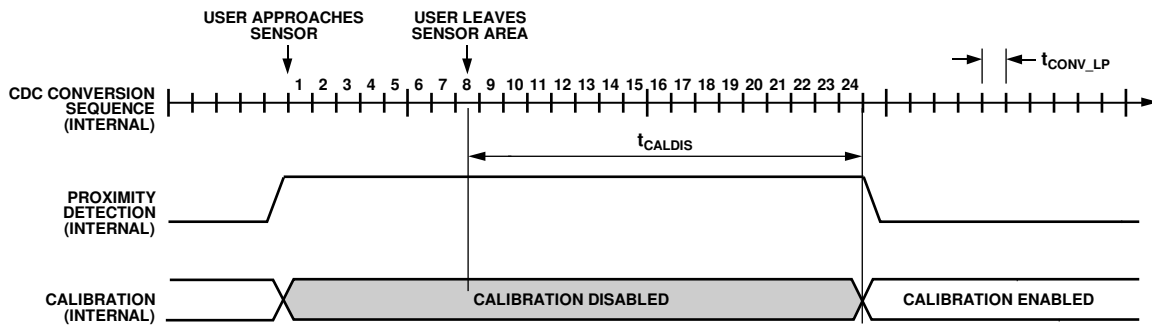 USER APPROACHES
SENSOR
USER LEAVES
SENSOR AREA
tCONV_LP
1 2 3 4 5 6 7 8 9 10 11 12 13 14 15 16 17 18 19 20 21 22 23 24
CDC CONVERSION
SEQUENCE
(INTERNAL)
tCALDIS
PROXIMITY
DETECTION
(INTERNAL)
CALIBRATION
(INTERNAL)
CALIBRATION DISABLED
CALIBRATION ENABLED